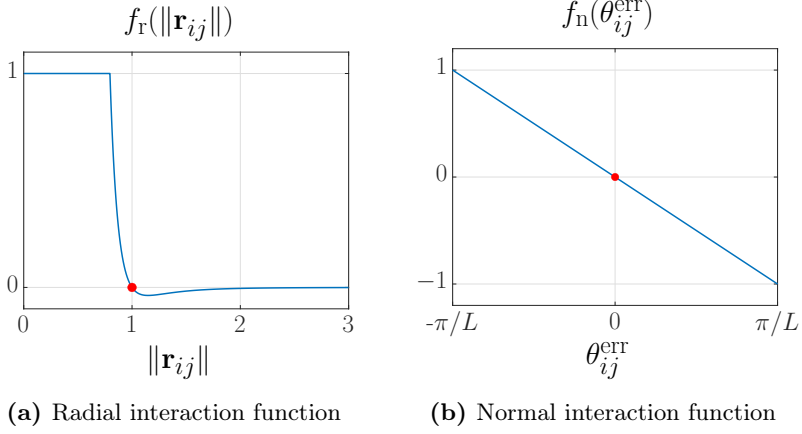 f_r(‖r_ij‖)
1
0
0 1 2 3
‖r_ij‖
(a) Radial interaction function
f_n(θ_ij^err)
1
0
−1
-π/L 0 π/L
θ_ij^err
(b) Normal interaction function